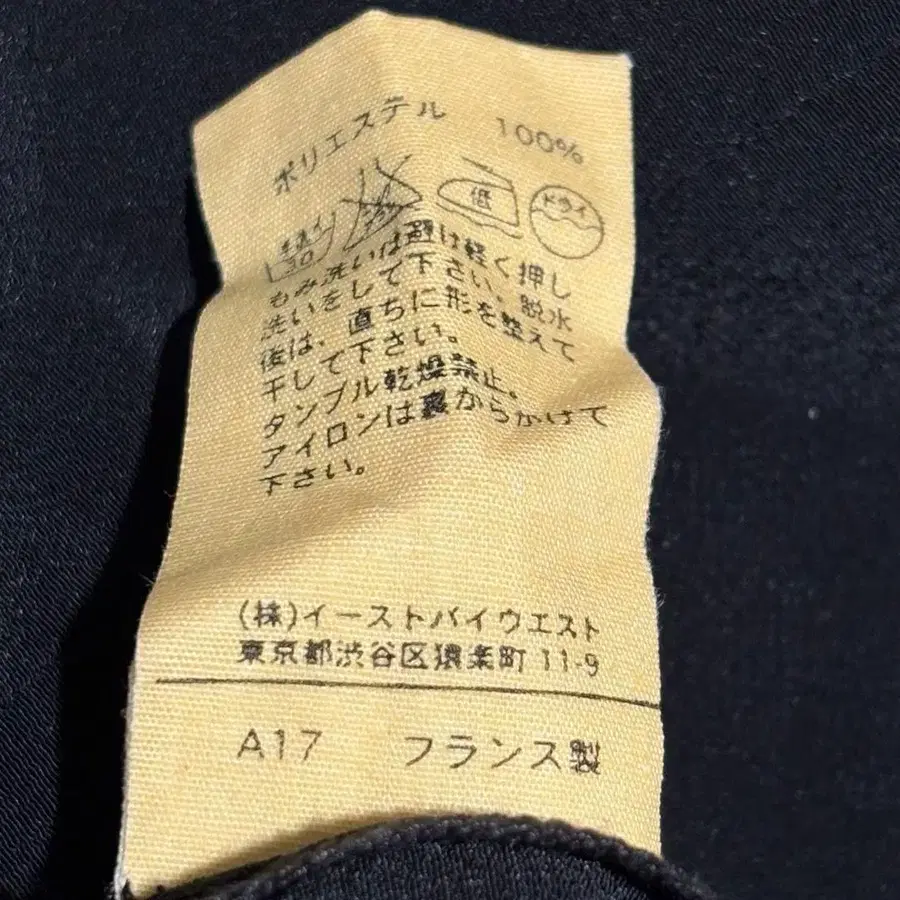 ポリエステル 100%
手洗イ 30 低 ドライ
もみ洗いは避け軽く押し
洗いをして下さい。脱水
後は、直ちに形を整えて
干して下さい。
タンブル乾燥禁止。
アイロンは裏からかけて
下さい。
(株)イーストバイウエスト
東京都渋谷区猿楽町 11-9
A17 フランス製